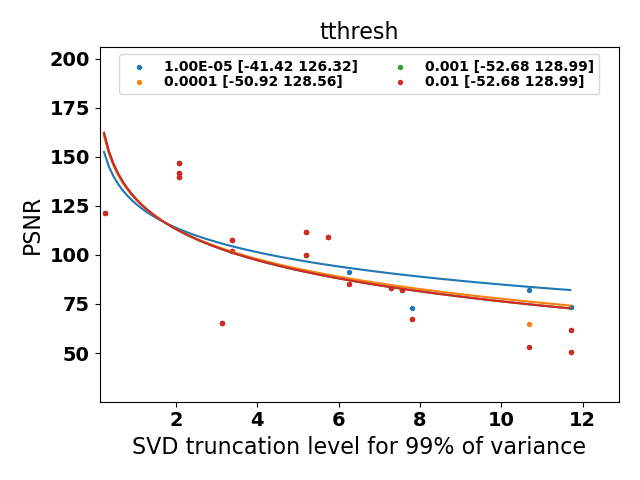 tthresh
1.00E-05 [-41.42 126.32] 0.001 [-52.68 128.99]
0.0001 [-50.92 128.56] 0.01 [-52.68 128.99]
200
175
150
125
100
75
50
PSNR
2 4 6 8 10 12
SVD truncation level for 99% of variance